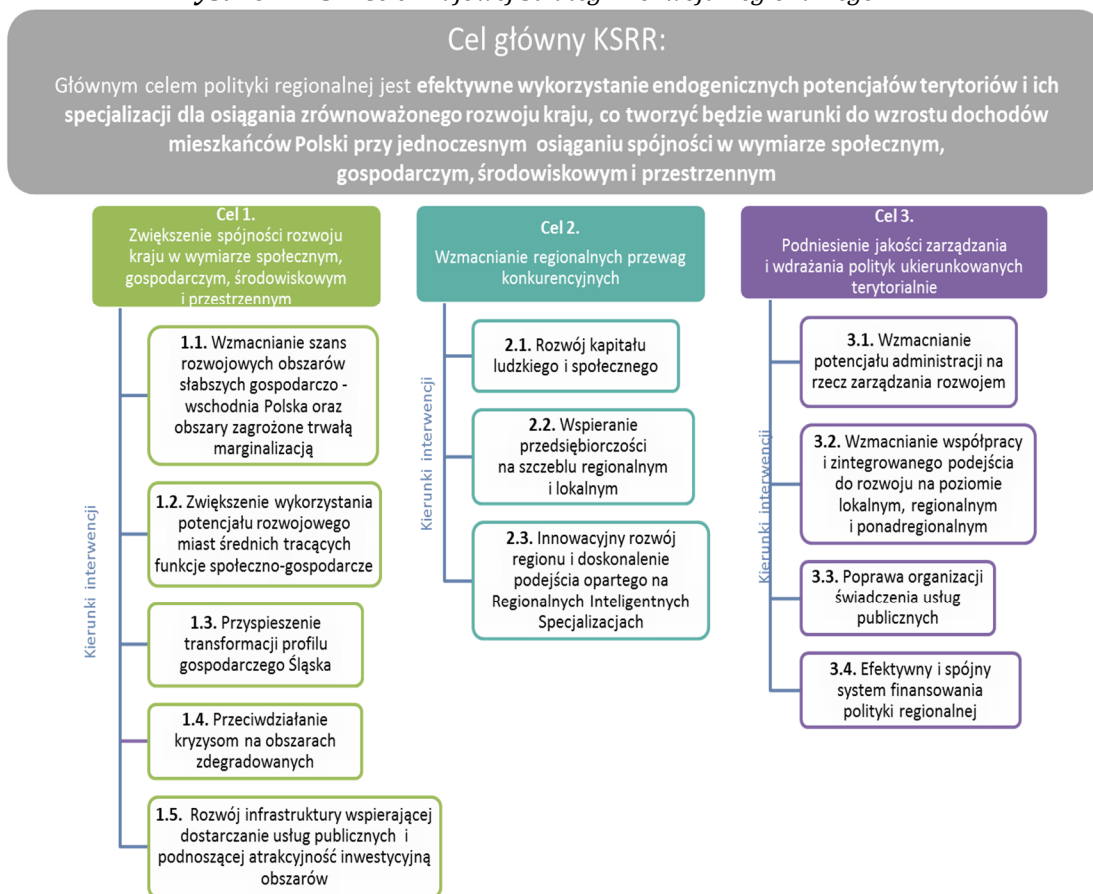 Cel główny KSRR:
Głównym celem polityki regionalnej jest efektywne wykorzystanie endogenicznych potencjałów terytoriów i ich
specjalizacji dla osiągania zrównoważonego rozwoju kraju, co tworzyć będzie warunki do wzrostu dochodów
mieszkańców Polski przy jednoczesnym osiąganiu spójności w wymiarze społecznym,
gospodarczym, środowiskowym i przestrzennym
Cel 1.
Zwiększenie spójności rozwoju
kraju w wymiarze społecznym,
gospodarczym, środowiskowym
i przestrzennym
Kierunki interwencji
1.1. Wzmacnianie szans
rozwojowych obszarów
słabszych gospodarczo -
wschodnia Polska oraz
obszary zagrożone trwałą
marginalizacją
1.2. Zwiększenie wykorzystania
potencjału rozwojowego
miast średnich tracących
funkcje społeczno-gospodarcze
1.3. Przyspieszenie
transformacji profilu
gospodarczego Śląska
1.4. Przeciwdziałanie
kryzysom na obszarach
zdegradowanych
1.5. Rozwój infrastruktury wspierającej
dostarczanie usług publicznych i
podnoszącej atrakcyjność inwestycyjną
obszarów
Cel 2.
Wzmacnianie regionalnych przewag
konkurencyjnych
Kierunki interwencji
2.1. Rozwój kapitału
ludzkiego i społecznego
2.2. Wspieranie
przedsiębiorczości
na szczeblu regionalnym
i lokalnym
2.3. Innowacyjny rozwój
regionu i doskonalenie
podejścia opartego na
Regionalnych Inteligentnych
Specjalizacjach
Cel 3.
Podniesienie jakości zarządzania
i wdrażania polityk ukierunkowanych
terytorialnie
Kierunki interwencji
3.1. Wzmacnianie
potencjału administracji na
rzecz zarządzania rozwojem
3.2. Wzmacnianie współpracy
i zintegrowanego podejścia
do rozwoju na poziomie
lokalnym, regionalnym
i ponadregionalnym
3.3. Poprawa organizacji
świadczenia usług
publicznych
3.4. Efektywny i spójny
system finansowania
polityki regionalnej